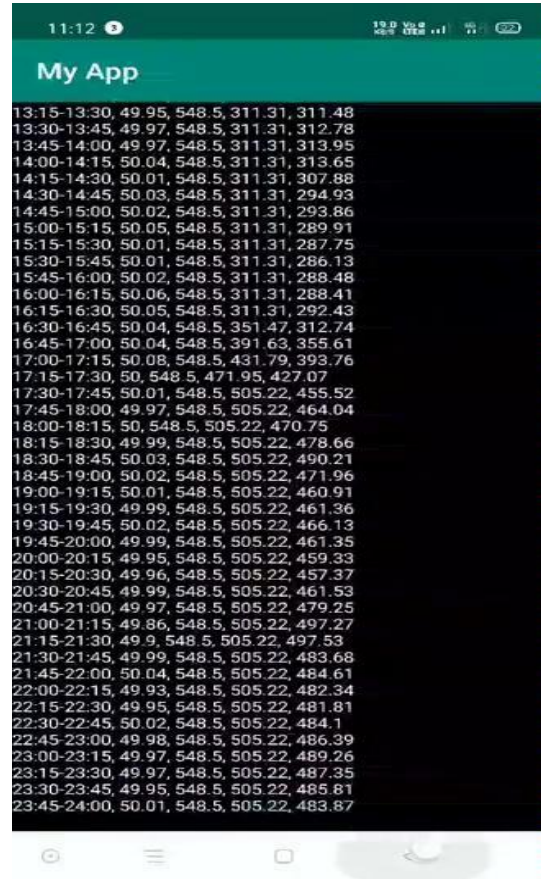 11:12 3 19.0 KB/S Vo LTE 22
My App
13:15-13:30, 49.95, 548.5, 311.31, 311.48
13:30-13:45, 49.97, 548.5, 311.31, 312.78
13:45-14:00, 49.97, 548.5, 311.31, 313.95
14:00-14:15, 50.04, 548.5, 311.31, 313.65
14:15-14:30, 50.01, 548.5, 311.31, 307.88
14:30-14:45, 50.03, 548.5, 311.31, 294.93
14:45-15:00, 50.02, 548.5, 311.31, 293.86
15:00-15:15, 50.05, 548.5, 311.31, 289.91
15:15-15:30, 50.01, 548.5, 311.31, 287.75
15:30-15:45, 50.01, 548.5, 311.31, 286.13
15:45-16:00, 50.02, 548.5, 311.31, 288.48
16:00-16:15, 50.06, 548.5, 311.31, 288.41
16:15-16:30, 50.05, 548.5, 311.31, 292.43
16:30-16:45, 50.04, 548.5, 351.47, 312.74
16:45-17:00, 50.04, 548.5, 391.63, 355.61
17:00-17:15, 50.08, 548.5, 431.79, 393.76
17:15-17:30, 50, 548.5, 471.95, 427.07
17:30-17:45, 50.01, 548.5, 505.22, 455.52
17:45-18:00, 49.97, 548.5, 505.22, 464.04
18:00-18:15, 50, 548.5, 505.22, 470.75
18:15-18:30, 49.99, 548.5, 505.22, 478.66
18:30-18:45, 50.03, 548.5, 505.22, 490.21
18:45-19:00, 50.02, 548.5, 505.22, 471.96
19:00-19:15, 50.01, 548.5, 505.22, 460.91
19:15-19:30, 49.99, 548.5, 505.22, 461.36
19:30-19:45, 50.02, 548.5, 505.22, 466.13
19:45-20:00, 49.99, 548.5, 505.22, 461.35
20:00-20:15, 49.95, 548.5, 505.22, 459.33
20:15-20:30, 49.96, 548.5, 505.22, 457.37
20:30-20:45, 49.99, 548.5, 505.22, 461.53
20:45-21:00, 49.97, 548.5, 505.22, 479.25
21:00-21:15, 49.86, 548.5, 505.22, 497.27
21:15-21:30, 49.9, 548.5, 505.22, 497.53
21:30-21:45, 49.99, 548.5, 505.22, 483.68
21:45-22:00, 50.04, 548.5, 505.22, 484.61
22:00-22:15, 49.93, 548.5, 505.22, 482.34
22:15-22:30, 49.95, 548.5, 505.22, 481.81
22:30-22:45, 50.02, 548.5, 505.22, 484.1
22:45-23:00, 49.98, 548.5, 505.22, 486.39
23:00-23:15, 49.97, 548.5, 505.22, 489.26
23:15-23:30, 49.97, 548.5, 505.22, 487.35
23:30-23:45, 49.95, 548.5, 505.22, 485.81
23:45-24:00, 50.01, 548.5, 505.22, 483.87